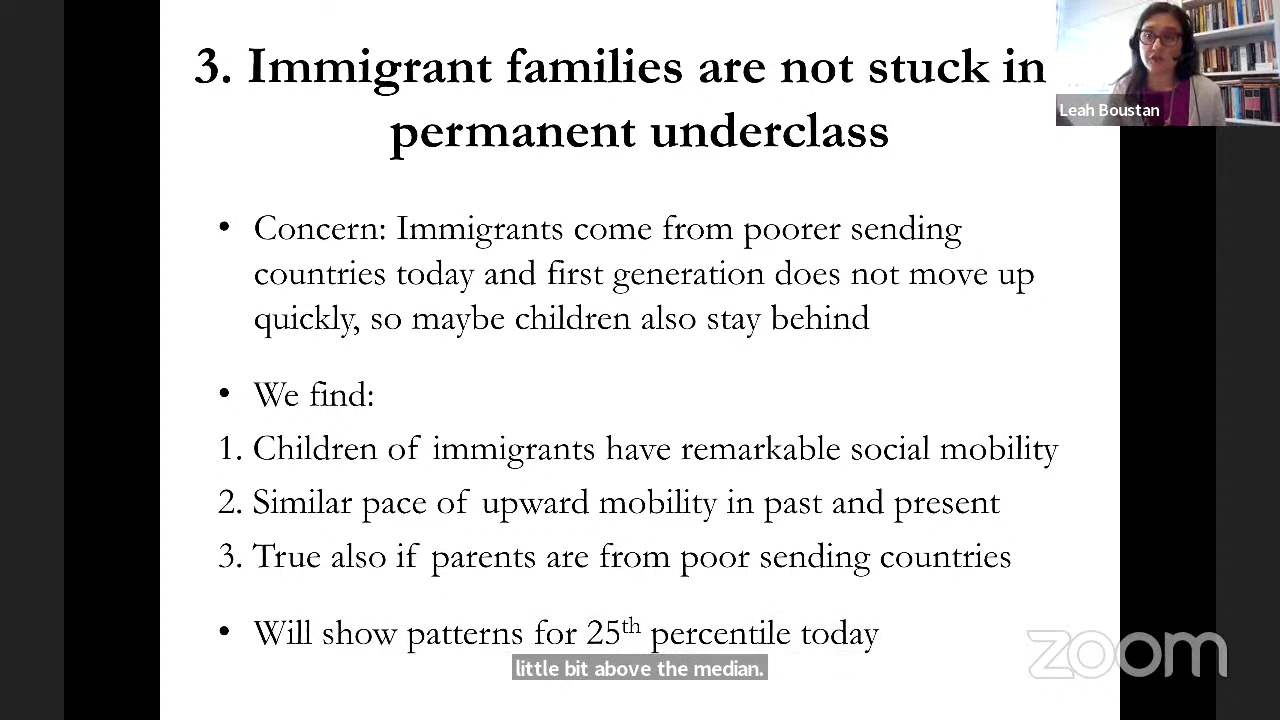 3. Immigrant families are not stuck in
permanent underclass
Leah Boustan
• Concern: Immigrants come from poorer sending
countries today and first generation does not move up
quickly, so maybe children also stay behind
• We find:
1. Children of immigrants have remarkable social mobility
2. Similar pace of upward mobility in past and present
3. True also if parents are from poor sending countries
• Will show patterns for 25th percentile today
little bit above the median.
zoom